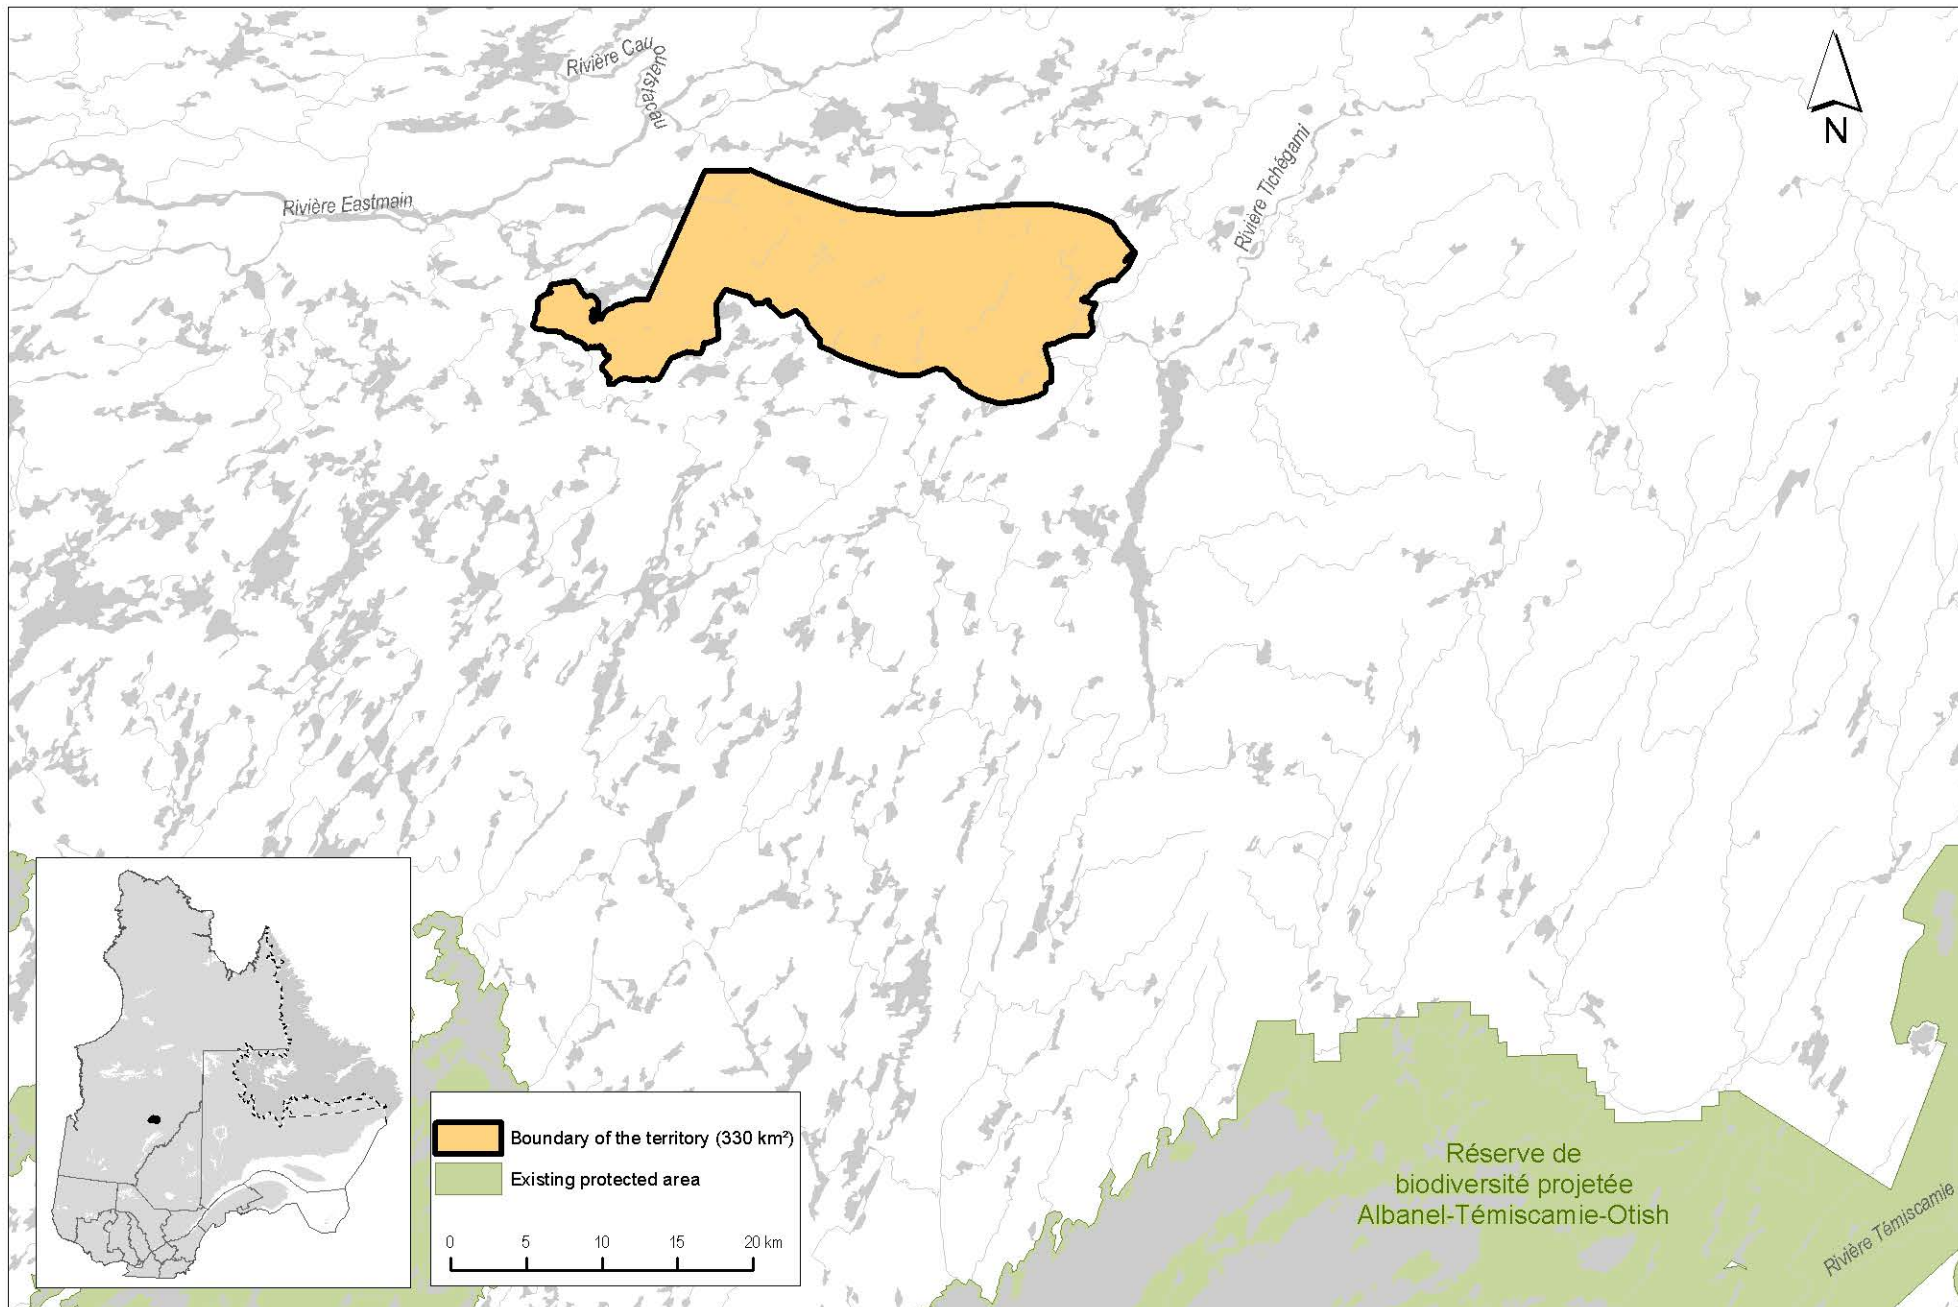 Rivière Cauouatstacau
N
Rivière Tichégami
Rivière Eastmain
Boundary of the territory (330 km²)
Existing protected area
0 5 10 15 20 km
Réserve de
biodiversité projetée
Albanel-Témiscamie-Otish
Rivière Témiscamie